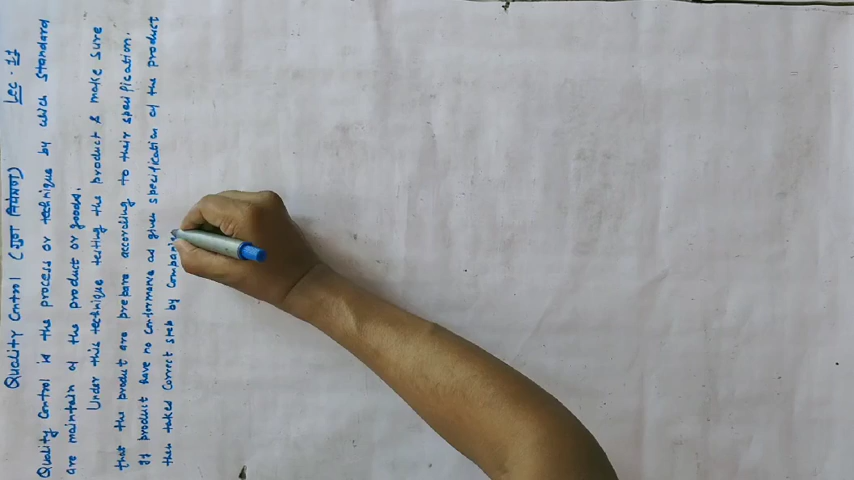 Quality Control (गुण नियंत्रण) Lec - 11
Quality Control is the process or technique by which standard
are maintain of the product or goods.
Under this technique testing the product & make sure
that the product are prepare according to their specification.
If product have no conformance as given specification of the product
then taked correct step by Compan